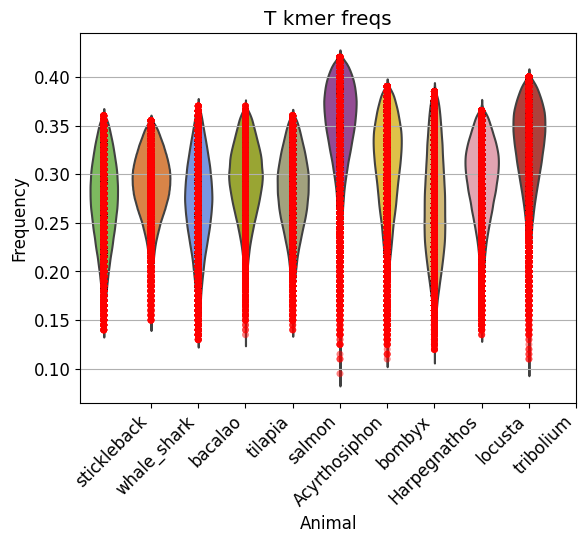 T kmer freqs
Frequency
0.40
0.35
0.30
0.25
0.20
0.15
0.10
stickleback
whale_shark
bacalao
tilapia
salmon
Acyrthosiphon
bombyx
Harpegnathos
locusta
tribolium
Animal